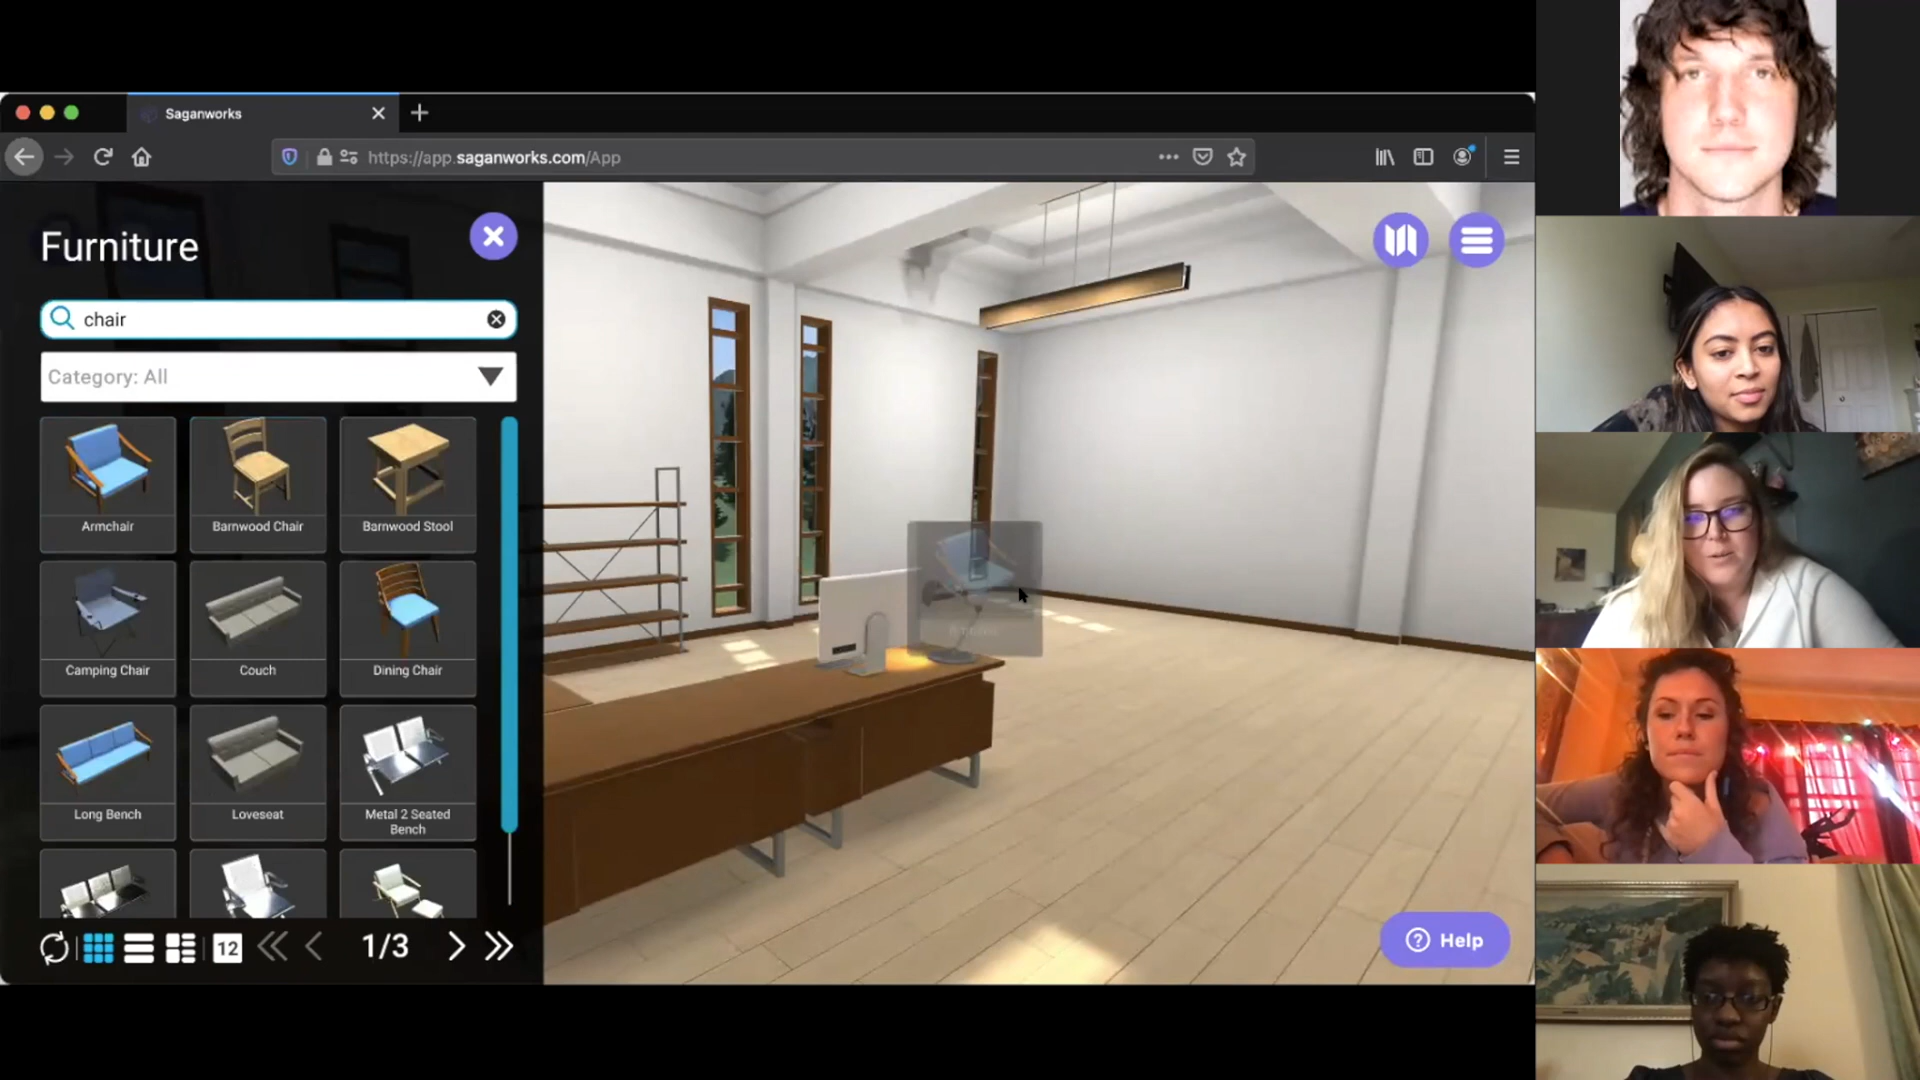 Saganworks
https://app.saganworks.com/App
Furniture
chair
Category: All
Armchair
Barnwood Chair
Barnwood Stool
Camping Chair
Couch
Dining Chair
Long Bench
Loveseat
Metal 2 Seated
Bench
12
1/3
Help